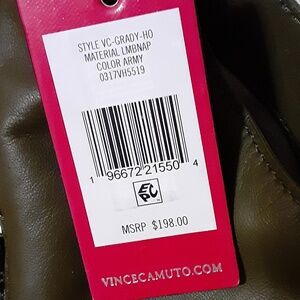 STYLE VC-GRADY-HO
MATERIAL LMBNAP
COLOR ARMY
0317VH5519
1 96672 21550 4
MSRP $198.00
VINCECAMUTO.COM